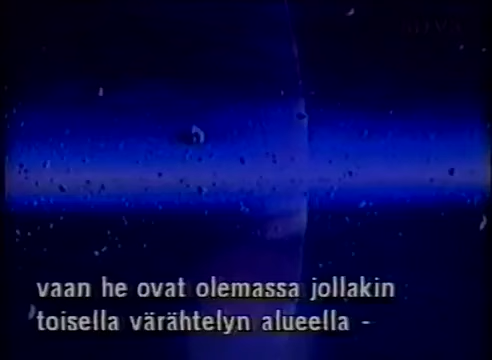 vaan he ovat olemassa jollakin
toisella värähtelyn alueella -